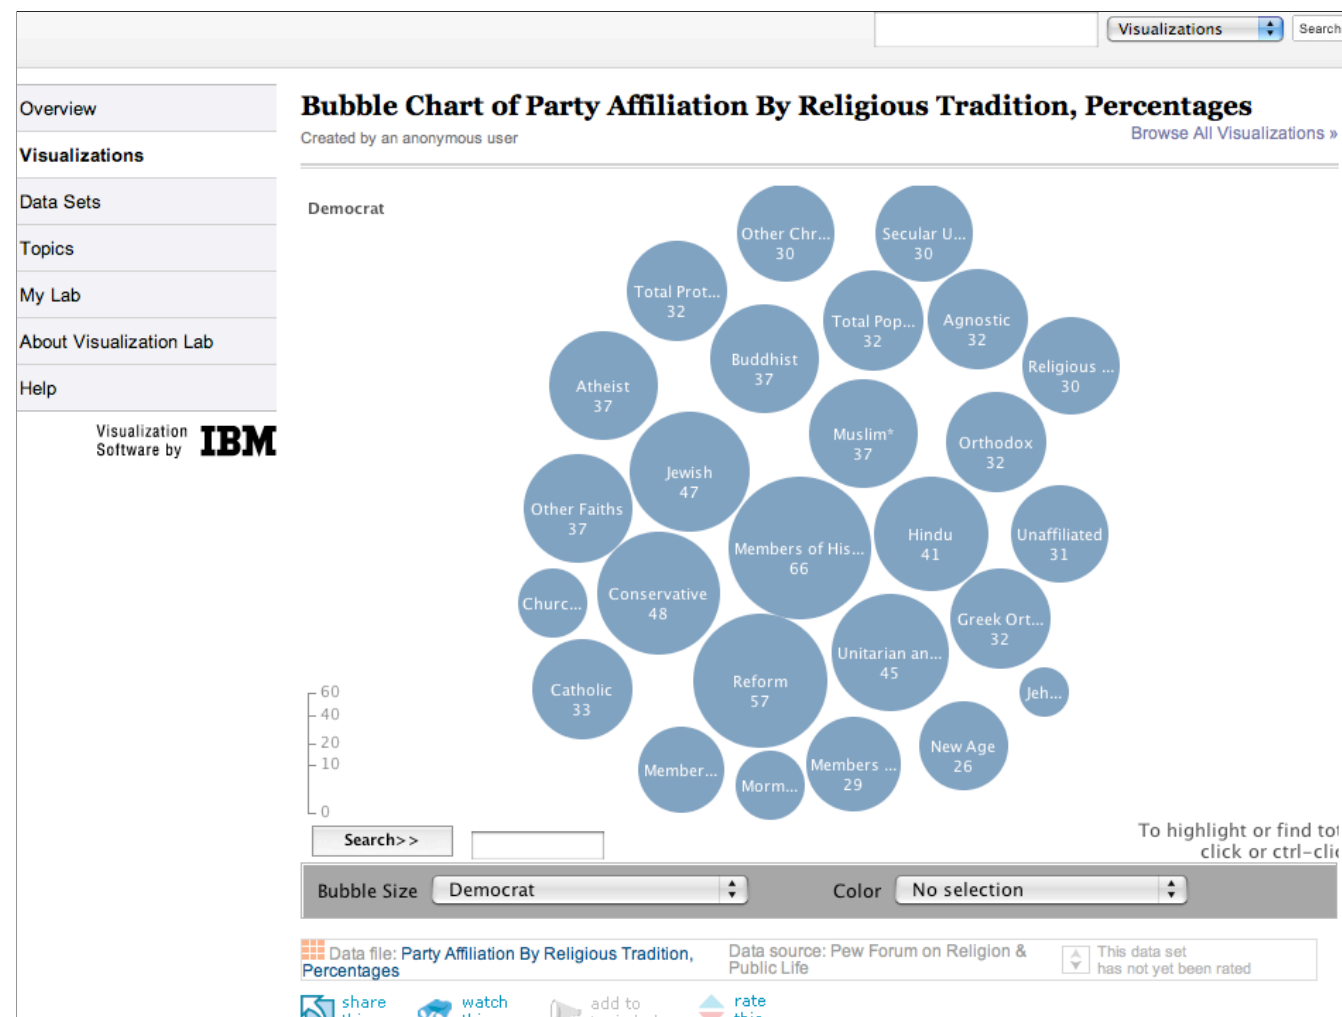 Visualizations
Search
Overview
Visualizations
Data Sets
Topics
My Lab
About Visualization Lab
Help
Visualization
Software by IBM
Bubble Chart of Party Affiliation By Religious Tradition, Percentages
Created by an anonymous user
Browse All Visualizations »
Democrat
Other Chr...
30
Secular U...
30
Total Prot...
32
Total Pop...
32
Agnostic
32
Buddhist
37
Religious ...
30
Atheist
37
Muslim*
37
Orthodox
32
Jewish
47
Other Faiths
37
Members of His...
66
Hindu
41
Unaffiliated
31
Churc...
Conservative
48
Greek Ort...
32
Unitarian an...
45
Catholic
33
Reform
57
Jeh...
New Age
26
Member...
Morm...
Members ...
29
60
40
20
10
0
Search>>
To highlight or find tot
click or ctrl-clic
Bubble Size Democrat
Color No selection
Data file: Party Affiliation By Religious Tradition,
Percentages
Data source: Pew Forum on Religion &
Public Life
This data set
has not yet been rated
share
watch
add to
rate